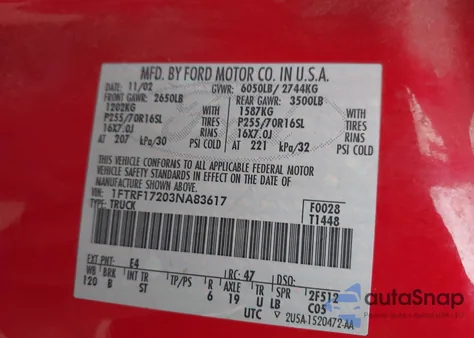 MFD. BY FORD MOTOR CO. IN U.S.A.
DATE: 11/02 GVWR: 6050LB/ 2744KG
FRONT GAWR: 2650LB REAR GAWR: 3500LB
1202KG WITH 1587KG WITH
P255/70R16SL TIRES P255/70R16SL TIRES
16X7.0J RIMS 16X7.0J RIMS
AT 207 kPa/30 PSI COLD AT 221 kPa/32 PSI COLD
THIS VEHICLE CONFORMS TO ALL APPLICABLE FEDERAL MOTOR
VEHICLE SAFETY STANDARDS IN EFFECT ON THE DATE OF
MANUFACTURE SHOWN ABOVE.
VIN: 1FTRF17203NA83617
TYPE: TRUCK
F0028
T1448
EXT PNT: E4 RC: 47 DSO:
WB BRK INT TR TP/PS R AXLE TR SPR 2F512
120 B ST 6 19 U LB C05
UTC 2U5A-1520472-AA
autoSnap